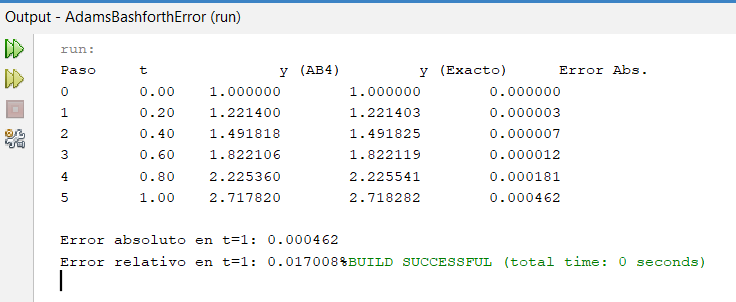 Output - AdamsBashforthError (run)
run:
Paso t y (AB4) y (Exacto) Error Abs.
0 0.00 1.000000 1.000000 0.000000
1 0.20 1.221400 1.221403 0.000003
2 0.40 1.491818 1.491825 0.000007
3 0.60 1.822106 1.822119 0.000012
4 0.80 2.225360 2.225541 0.000181
5 1.00 2.717820 2.718282 0.000462
Error absoluto en t=1: 0.000462
Error relativo en t=1: 0.017008%BUILD SUCCESSFUL (total time: 0 seconds)